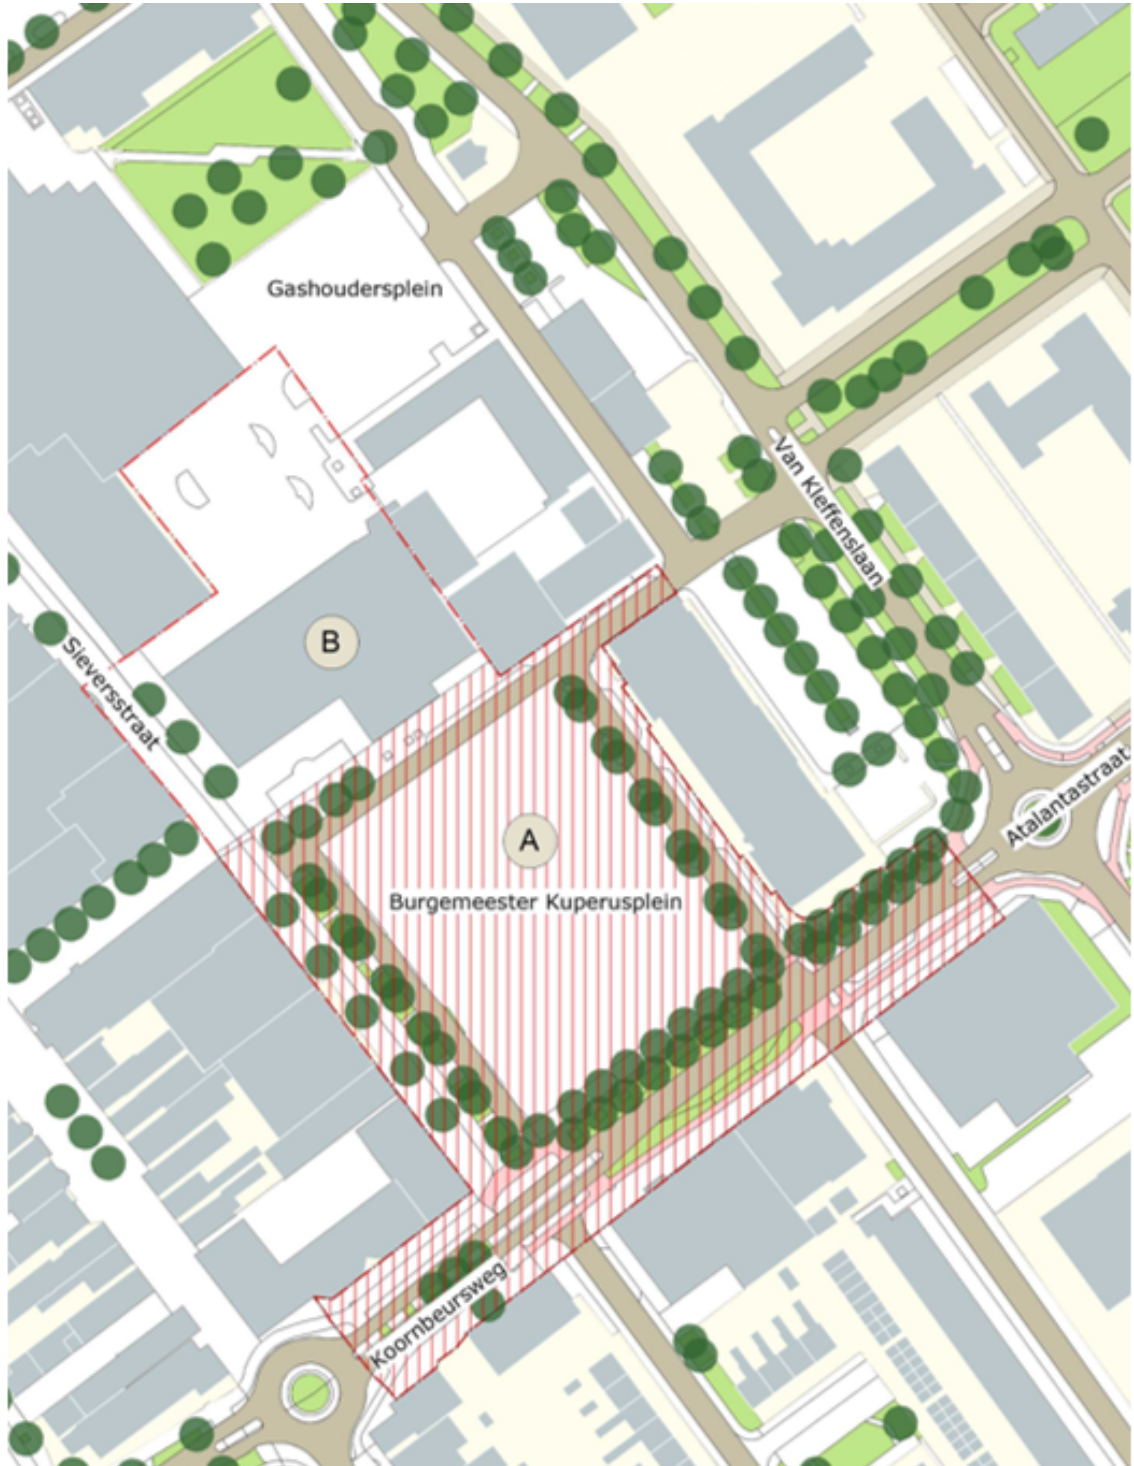 Gashoudersplein
Van Kleffenslaan
B
Sieversstraat
Atalantastraat
A
Burgemeester Kuperusplein
Koornbeursweg